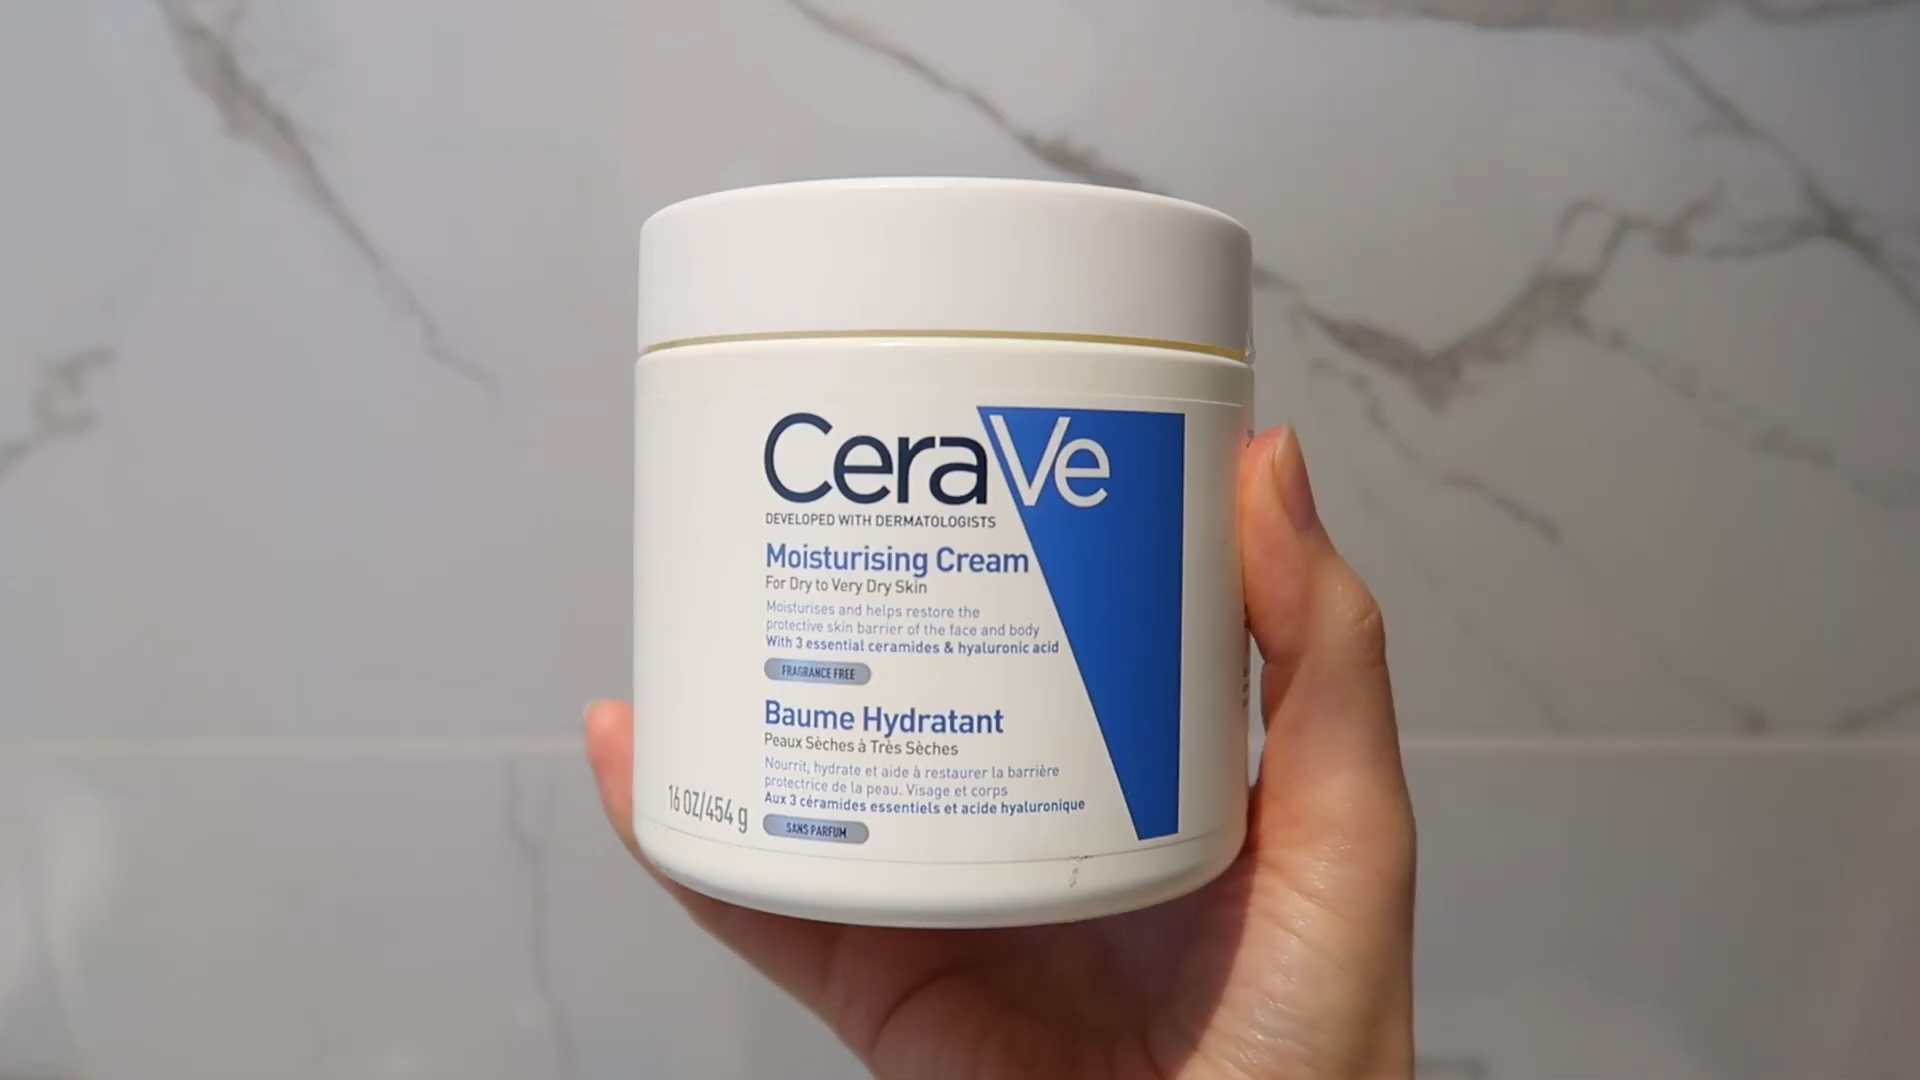 CeraVe
DEVELOPED WITH DERMATOLOGISTS
Moisturising Cream
For Dry to Very Dry Skin
Moisturises and helps restore the
protective skin barrier of the face and body
With 3 essential ceramides & hyaluronic acid
FRAGRANCE FREE
Baume Hydratant
Peaux Sèches à Très Sèches
Nourrit, hydrate et aide à restaurer la barrière
protectrice de la peau. Visage et corps
Aux 3 céramides essentiels et acide hyaluronique
SANS PARFUM
16 OZ/454 g